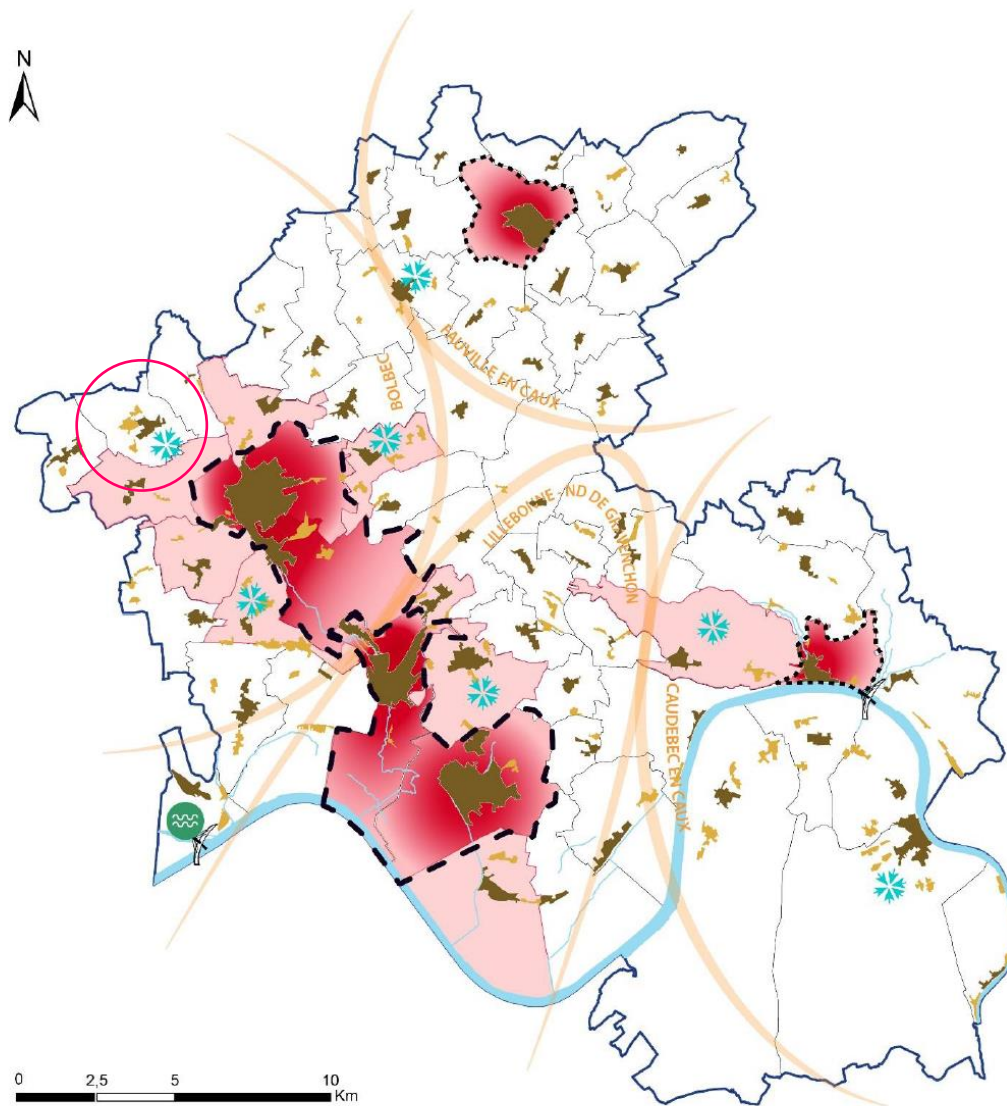 N
FAUVILLE EN CAUX
BOLBEC
LILLEBONNE - ND DE GRAVENCHON
CAUDEBEC EN CAUX
0 2,5 5 10
Km